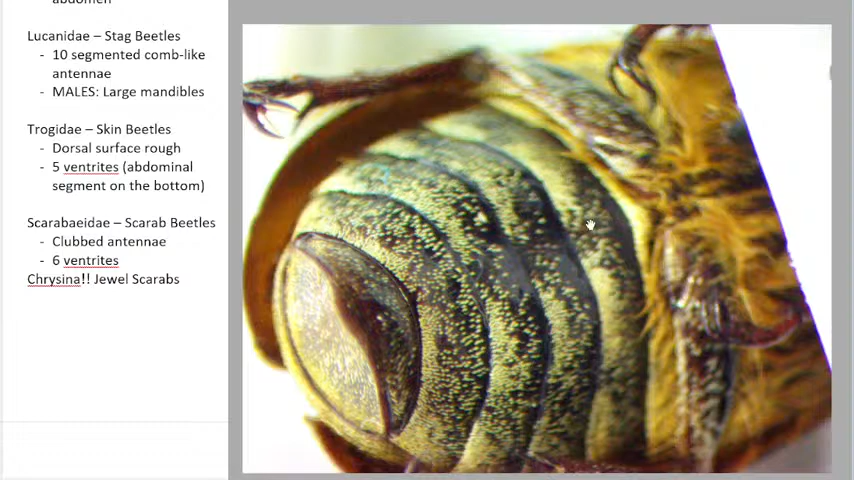 Lucanidae – Stag Beetles
- 10 segmented comb-like
antennae
- MALES: Large mandibles
Trogidae – Skin Beetles
- Dorsal surface rough
- 5 ventrites (abdominal
segment on the bottom)
Scarabaeidae – Scarab Beetles
- Clubbed antennae
- 6 ventrites
Chrysina!! Jewel Scarabs